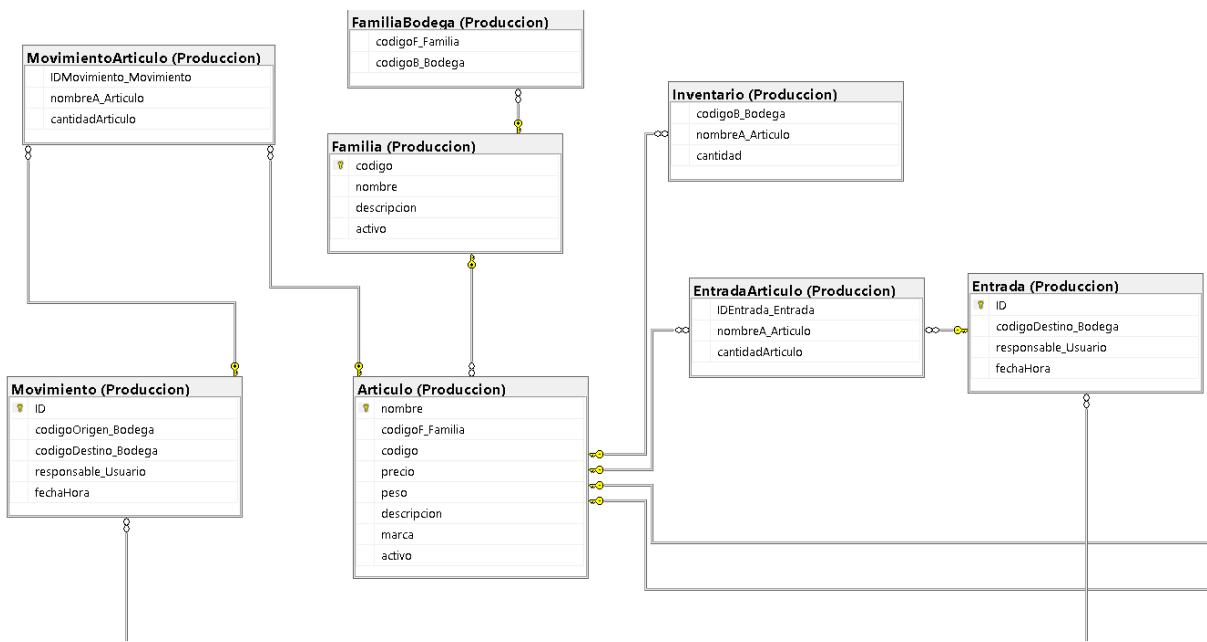 FamiliaBodega (Produccion)
codigoF_Familia
codigoB_Bodega
MovimientoArticulo (Produccion)
IDMovimiento_Movimiento
nombreA_Articulo
cantidadArticulo
Inventario (Produccion)
codigoB_Bodega
nombreA_Articulo
cantidad
Familia (Produccion)
codigo
nombre
descripcion
activo
EntradaArticulo (Produccion)
IDEntrada_Entrada
nombreA_Articulo
cantidadArticulo
Entrada (Produccion)
ID
codigoDestino_Bodega
responsable_Usuario
fechaHora
Movimiento (Produccion)
ID
codigoOrigen_Bodega
codigoDestino_Bodega
responsable_Usuario
fechaHora
Articulo (Produccion)
nombre
codigoF_Familia
codigo
precio
peso
descripcion
marca
activo